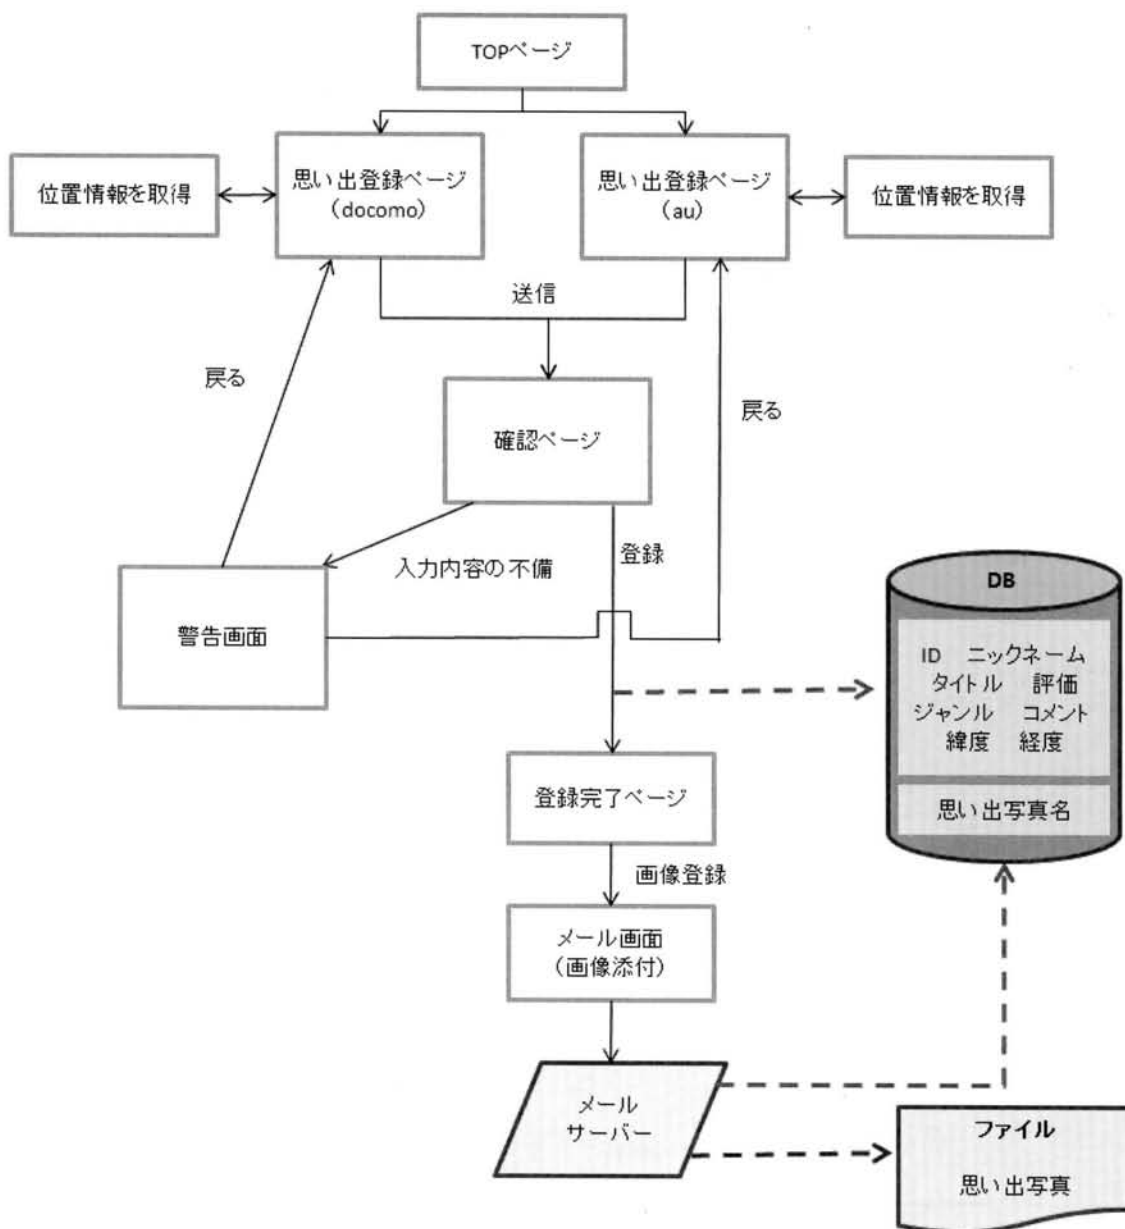 TOPページ
思い出登録ページ
（docomo）
思い出登録ページ
（au）
位置情報を取得
位置情報を取得
送信
戻る
戻る
確認ページ
入力内容の不備
登録
警告画面
DB
ID ニックネーム
タイトル 評価
ジャンル コメント
緯度 経度
思い出写真名
登録完了ページ
画像登録
メール画面
（画像添付）
メール
サーバー
ファイル
思い出写真